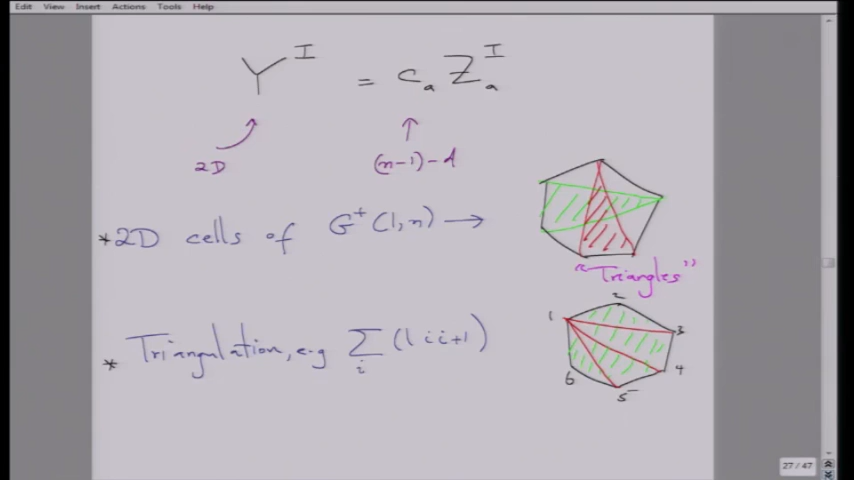 Edit View Insert Actions Tools Help
Y^I = c_a Z_a^I
2D
(n-1)-d
*2D cells of G^+(1,n) →
"Triangles"
* Triangulation, e.g Σ_i (1 i i+1)
1 2 3 4 5 6
27 / 47